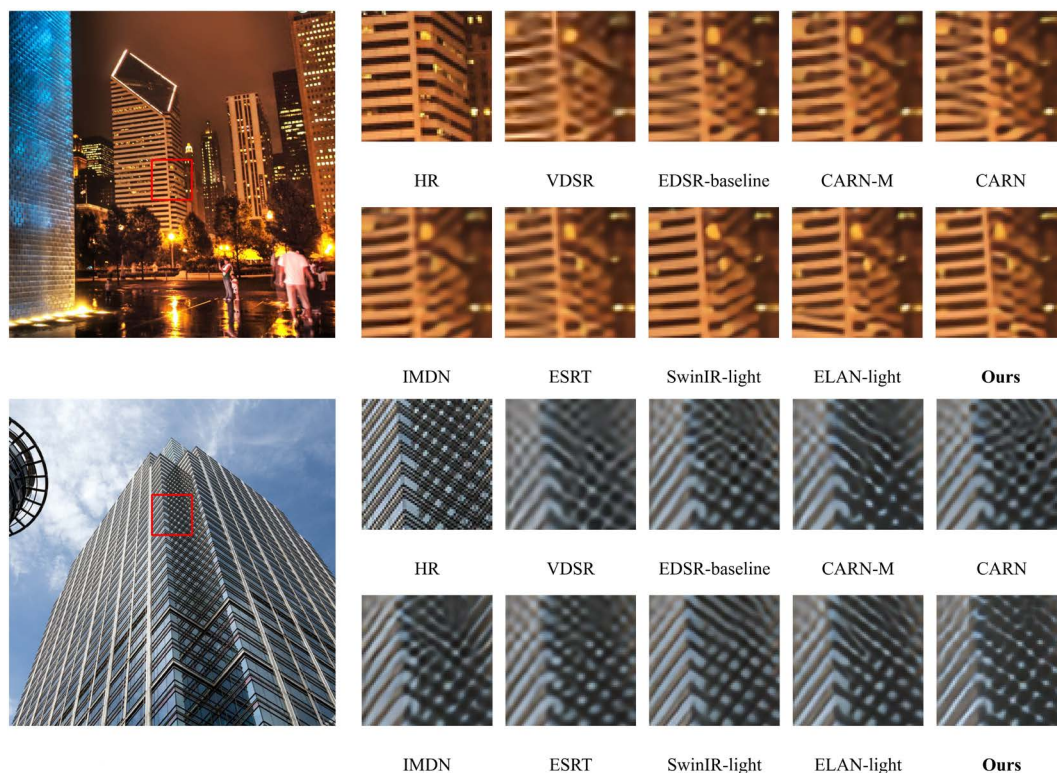 HR VDSR EDSR-baseline CARN-M CARN
IMDN ESRT SwinIR-light ELAN-light Ours
HR VDSR EDSR-baseline CARN-M CARN
IMDN ESRT SwinIR-light ELAN-light Ours